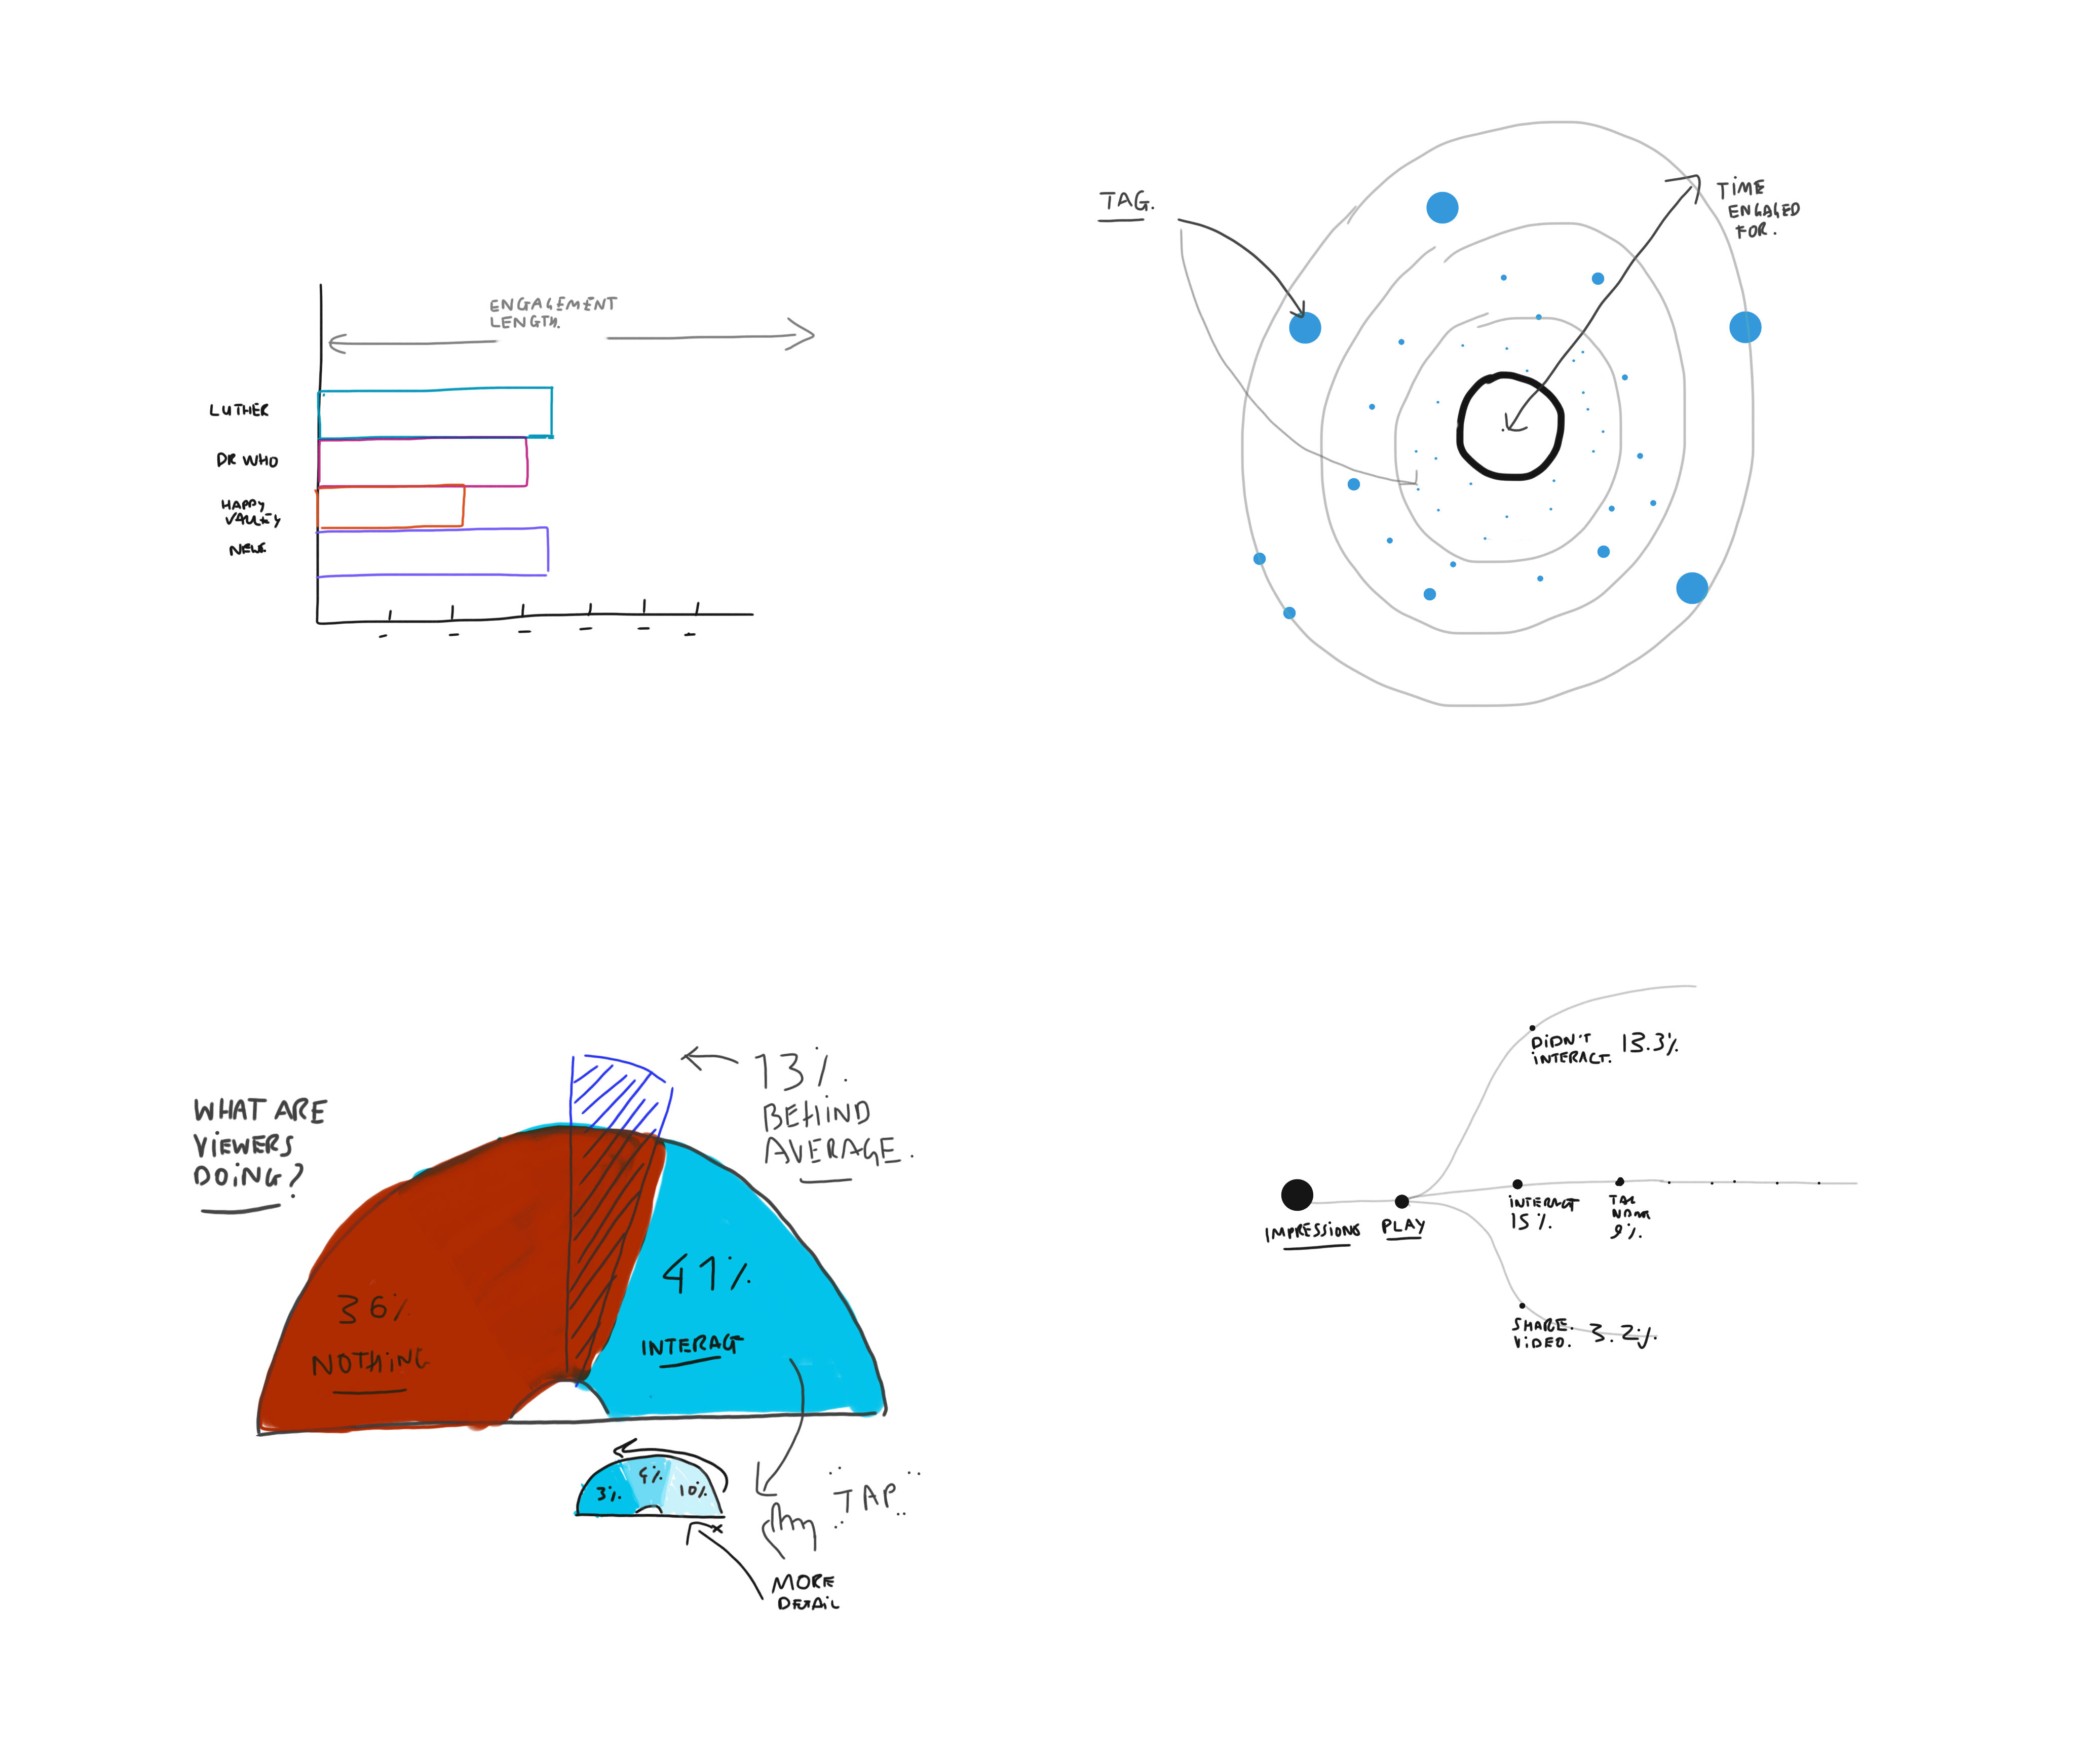 ENGAGEMENT
LENGTH.
LUTHER
DR WHO
HAPPY
VALLEY
NEWS
TAG.
TIME
ENGAGED
FOR.
WHAT ARE
VIEWERS
DOING?
13%.
BEHIND
AVERAGE.
36%
NOTHING
41%.
INTERACT
3%.
10%.
TAP
MORE
DETAIL
DIDN'T
INTERACT.
13.3%.
IMPRESSIONS
PLAY
INTERACT
15%.
TAG
9%.
SHARE.
VIDEO.
3.2%.